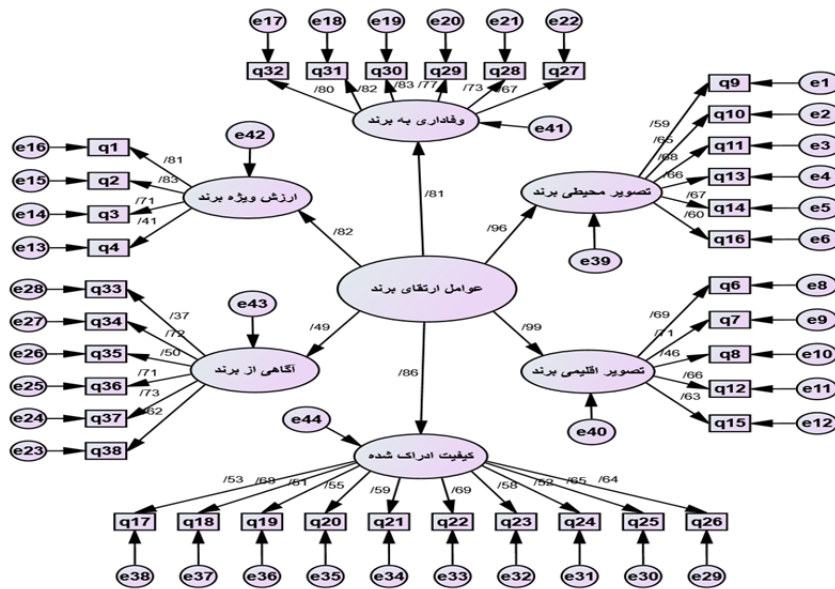 e17 e18 e19 e20 e21 e22
q32 q31 q30 q29 q28 q27
/80 /82 /83 /77 /73 /67
وفاداری به برند
e41
/81
q9 e1
q10 e2
q11 e3
q13 e4
q14 e5
q16 e6
/59
/65
/68
/66
/67
/60
تصویر محیطی برند
e39
/96
e42
e16 q1
e15 q2
e14 q3
e13 q4
/81
/83
/71
/41
ارزش ویژه برند
/82
عوامل ارتقای برند
e43
e28 q33
e27 q34
e26 q35
e25 q36
e24 q37
e23 q38
/37
/72
/50
/71
/73
/62
آگاهی از برند
/49
q6 e8
q7 e9
q8 e10
q12 e11
q15 e12
/69
/71
/46
/66
/63
تصویر اقلیمی برند
e40
/99
/86
e44
کیفیت ادراک شده
/53 /68 /51 /55 /59 /69 /58 /52 /65 /64
q17 q18 q19 q20 q21 q22 q23 q24 q25 q26
e38 e37 e36 e35 e34 e33 e32 e31 e30 e29